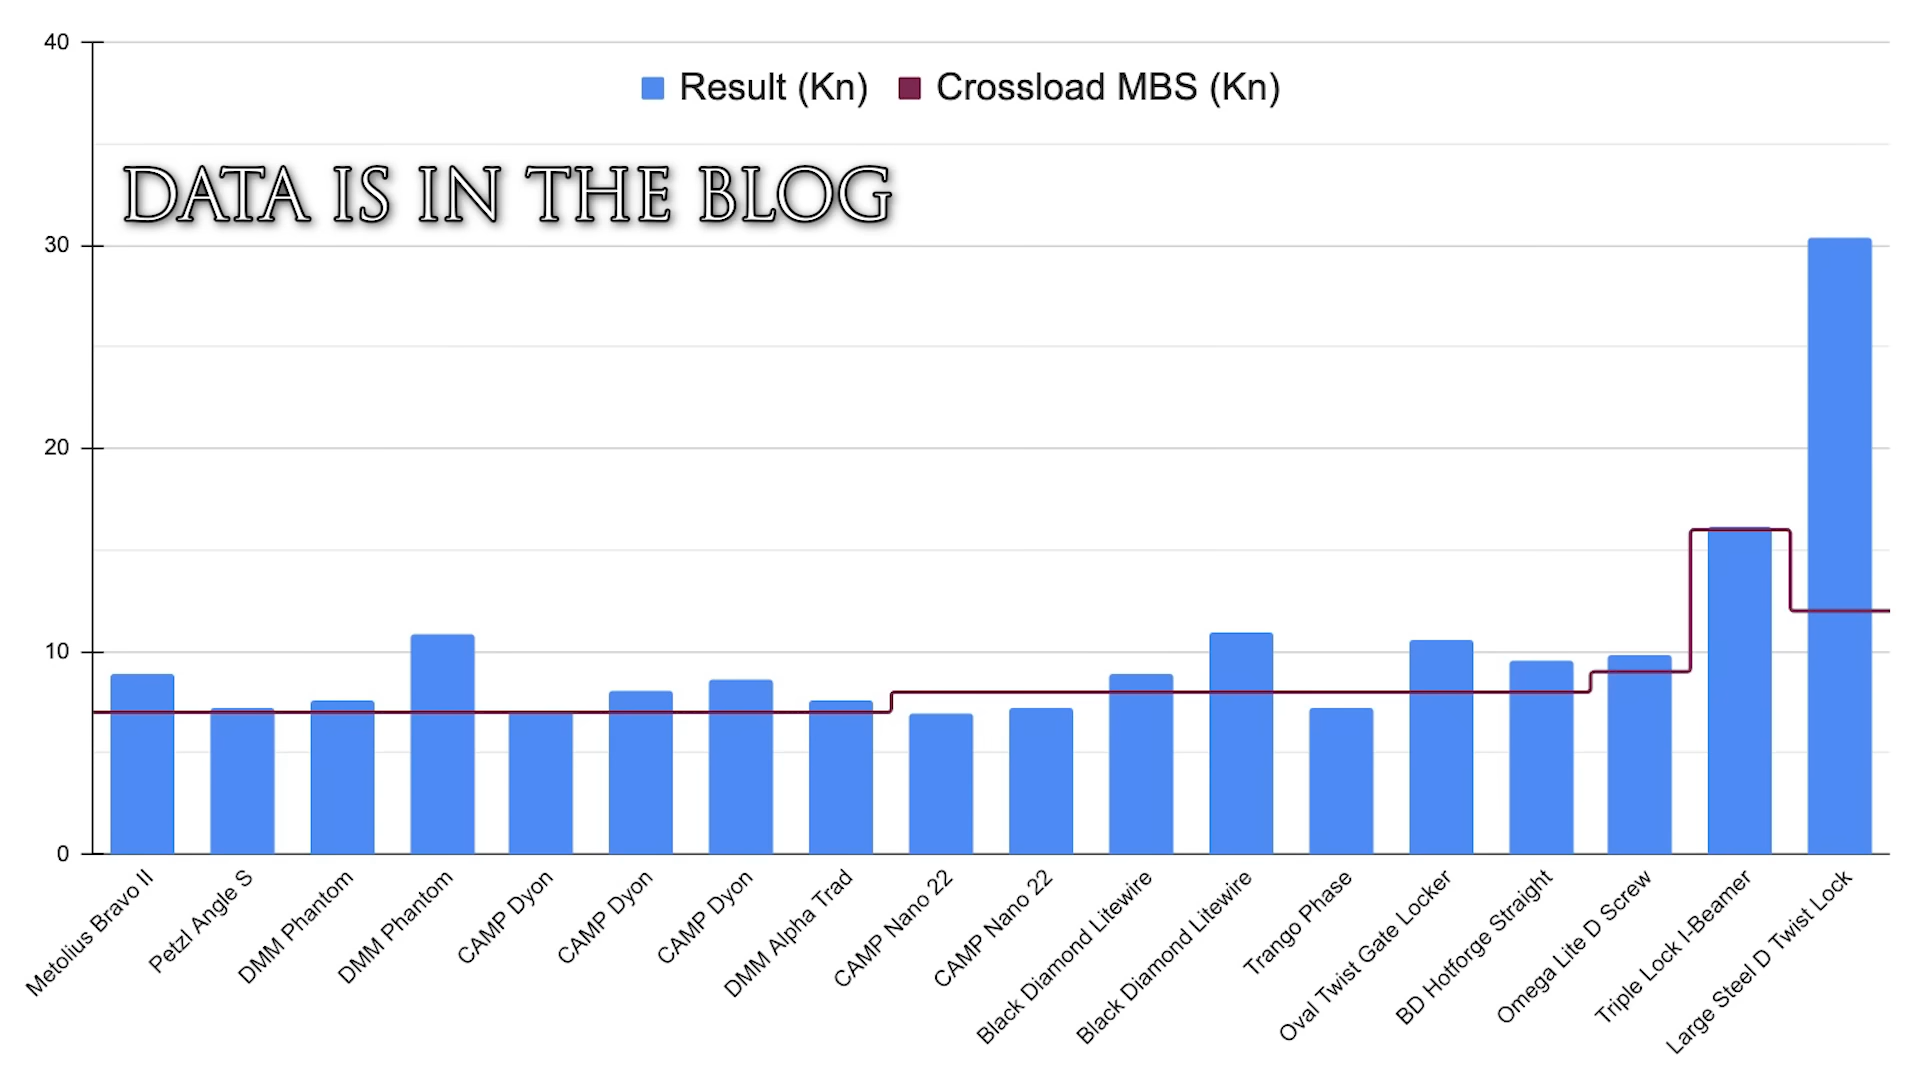 40
Result (Kn) Crossload MBS (Kn)
DATA IS IN THE BLOG
30
20
10
0
Metolius Bravo II
Petzl Angle S
DMM Phantom
DMM Phantom
CAMP Dyon
CAMP Dyon
CAMP Dyon
DMM Alpha Trad
CAMP Nano 22
CAMP Nano 22
Black Diamond Litewire
Black Diamond Litewire
Trango Phase
Oval Twist Gate Locker
BD Hotforge Straight
Omega Lite D Screw
Triple Lock I-Beamer
Large Steel D Twist Lock